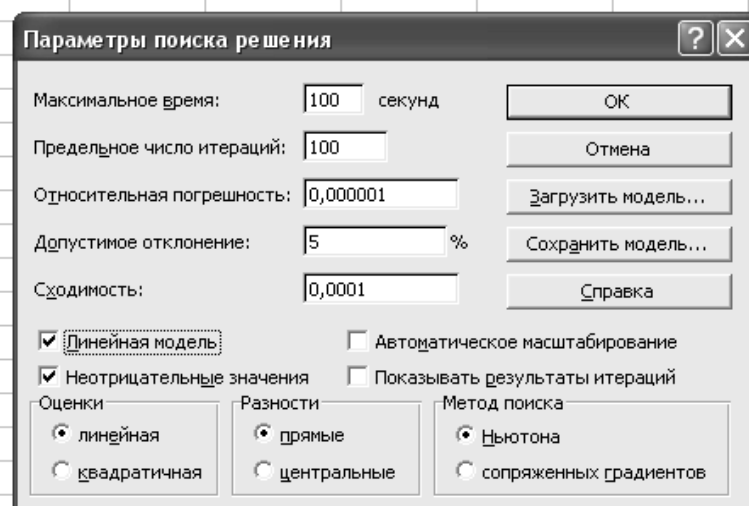 Параметры поиска решения
Максимальное время: 100 секунд
ОК
Предельное число итераций: 100
Отмена
Относительная погрешность: 0,000001
Загрузить модель...
Допустимое отклонение: 5 %
Сохранить модель...
Сходимость: 0,0001
Справка
Линейная модель
Автоматическое масштабирование
Неотрицательные значения
Показывать результаты итераций
Оценки
линейная
квадратичная
Разности
прямые
центральные
Метод поиска
Ньютона
сопряженных градиентов